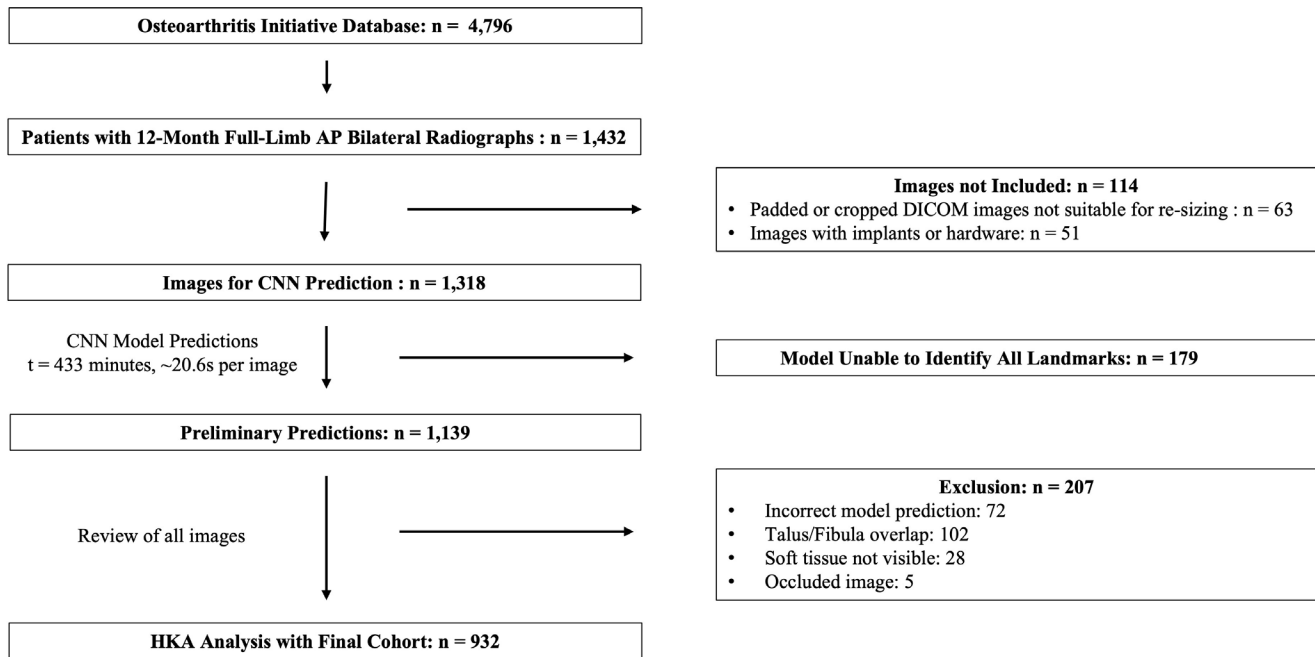 Osteoarthritis Initiative Database: n = 4,796
Patients with 12-Month Full-Limb AP Bilateral Radiographs : n = 1,432
Images not Included: n = 114
• Padded or cropped DICOM images not suitable for re-sizing : n = 63
• Images with implants or hardware: n = 51
Images for CNN Prediction : n = 1,318
CNN Model Predictions
t = 433 minutes, ~20.6s per image
Model Unable to Identify All Landmarks: n = 179
Preliminary Predictions: n = 1,139
Exclusion: n = 207
• Incorrect model prediction: 72
• Talus/Fibula overlap: 102
• Soft tissue not visible: 28
• Occluded image: 5
Review of all images
HKA Analysis with Final Cohort: n = 932